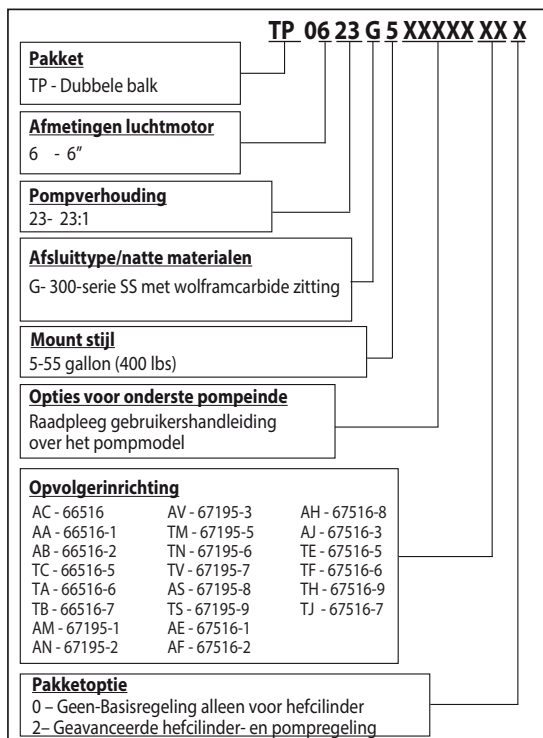 TP 06 23 G 5 XXXXX XX X
Pakket
TP - Dubbele balk
Afmetingen luchtmotor
6 - 6”
Pompverhouding
23- 23:1
Afsluittype/natte materialen
G- 300-serie SS met wolframcarbide zitting
Mount stijl
5-55 gallon (400 lbs)
Opties voor onderste pompeinde
Raadpleeg gebruikershandleiding
over het pompmodel
Opvolgerinrichting
AC - 66516 AV - 67195-3 AH - 67516-8
AA - 66516-1 TM - 67195-5 AJ - 67516-3
AB - 66516-2 TN - 67195-6 TE - 67516-5
TC - 66516-5 TV - 67195-7 TF - 67516-6
TA - 66516-6 AS - 67195-8 TH - 67516-9
TB - 66516-7 TS - 67195-9 TJ - 67516-7
AM - 67195-1 AE - 67516-1
AN - 67195-2 AF - 67516-2
Pakketoptie
0 – Geen-Basisregeling alleen voor hefcilinder
2– Geavanceerde hefcilinder- en pompregeling